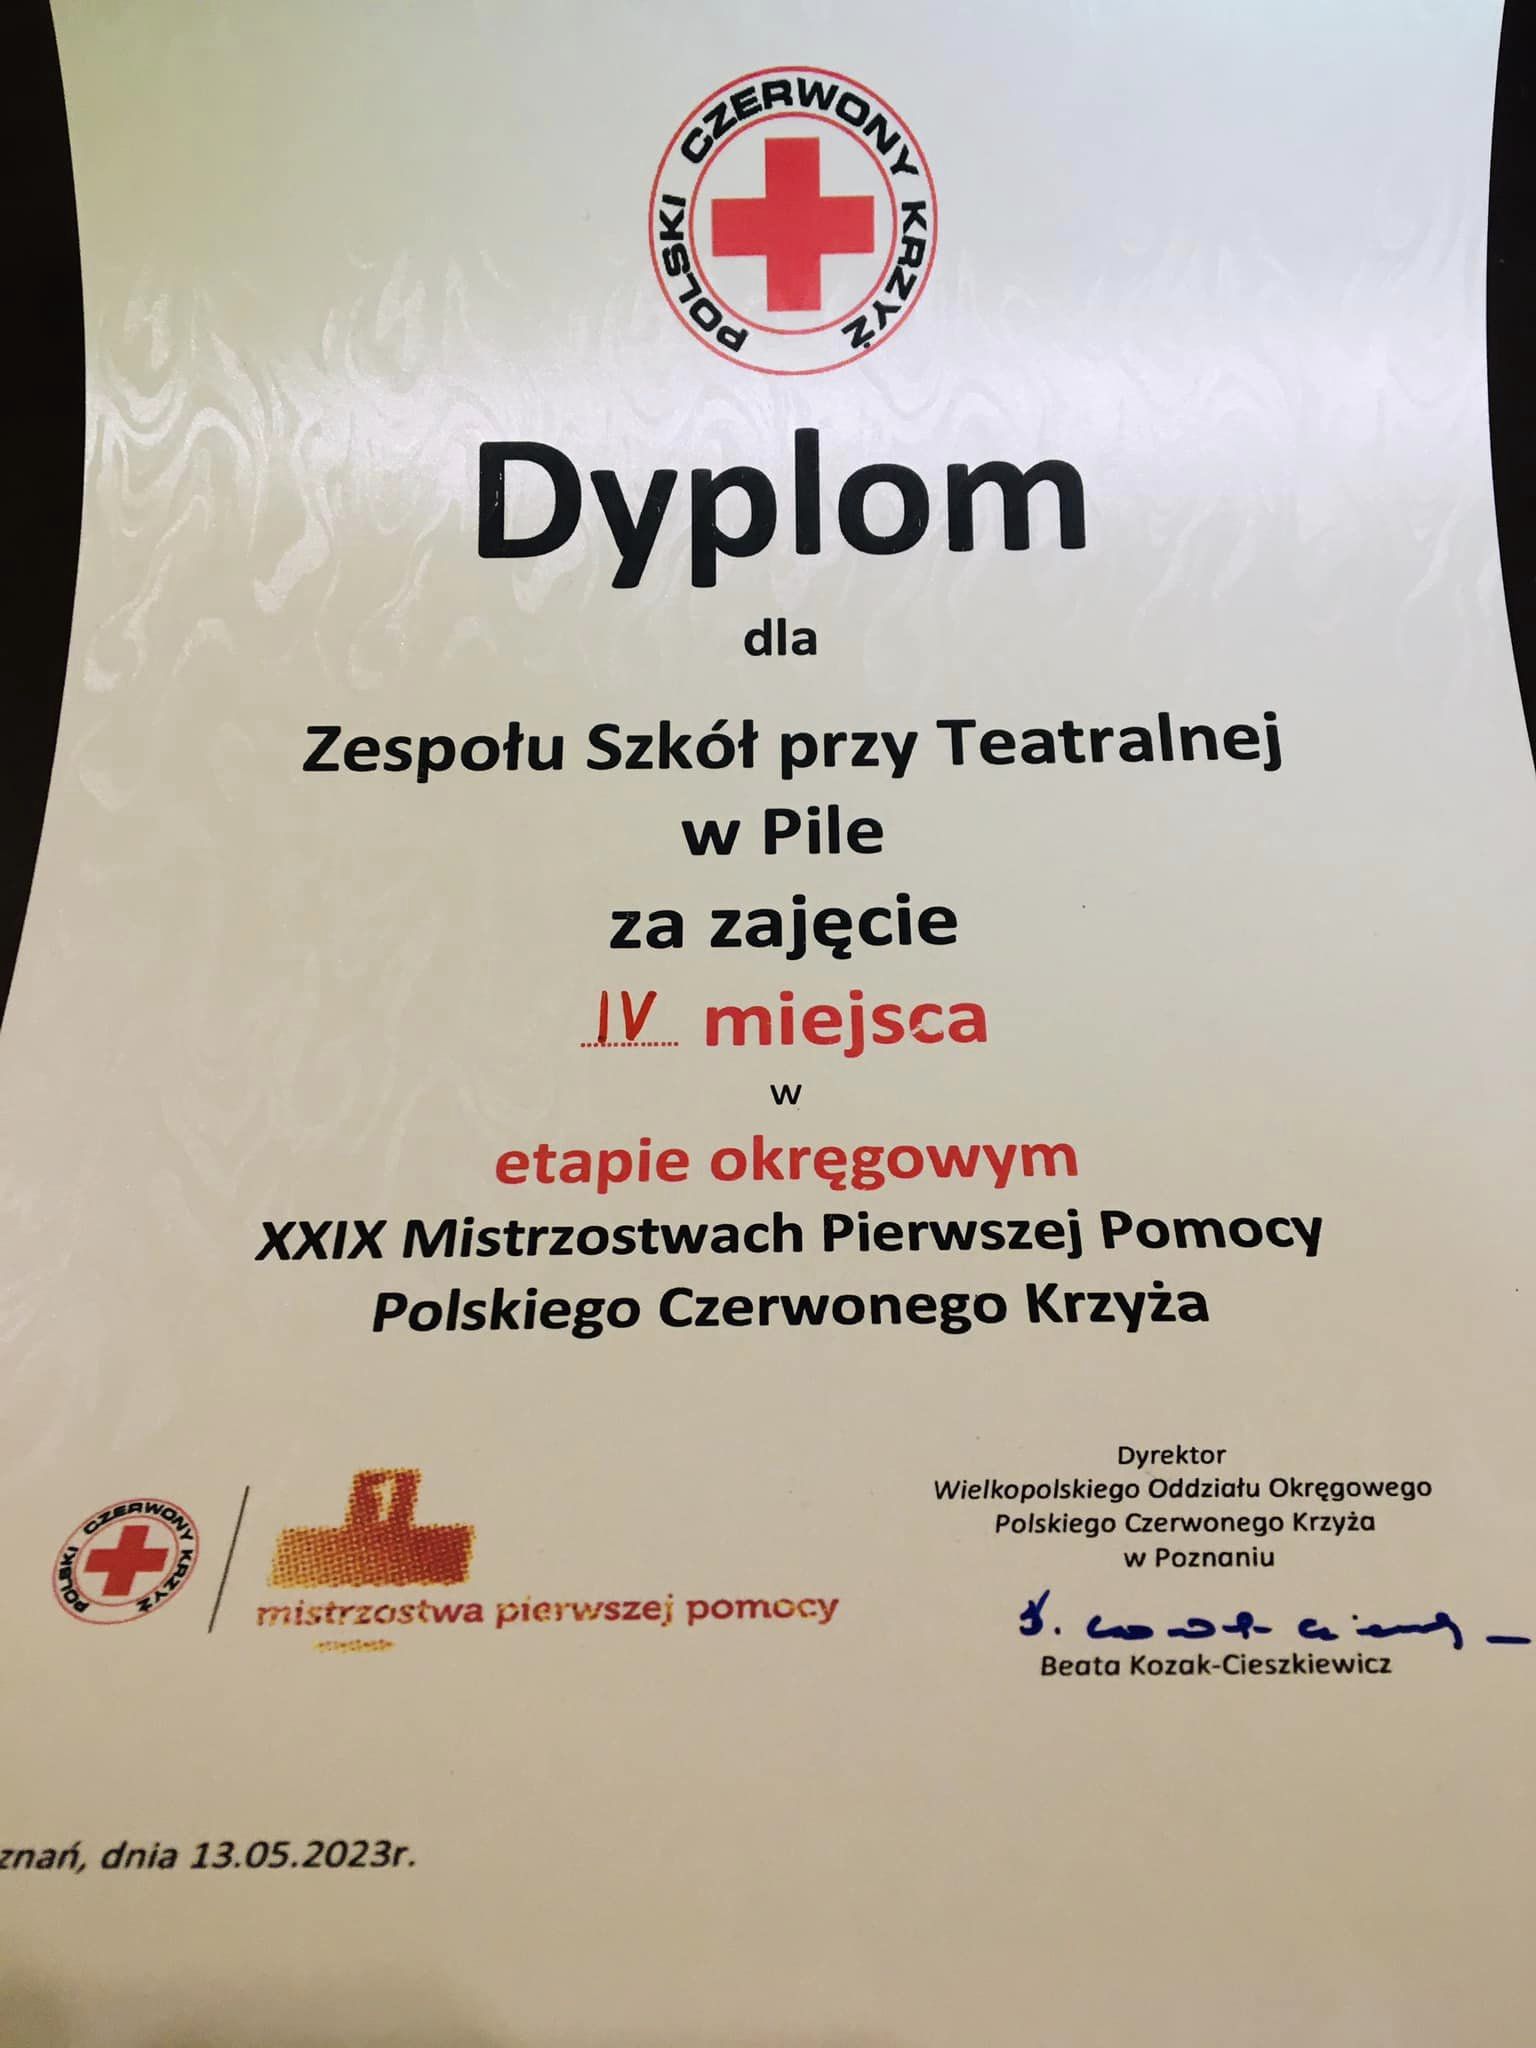 POLSKI CZERWONY KRZYŻ
Dyplom
dla
Zespołu Szkół przy Teatralnej
w Pile
za zajęcie
IV miejsca
w
etapie okręgowym
XXIX Mistrzostwach Pierwszej Pomocy
Polskiego Czerwonego Krzyża
POLSKI CZERWONY KRZYŻ
1
mistrzostwa pierwszej pomocy
Dyrektor
Wielkopolskiego Oddziału Okręgowego
Polskiego Czerwonego Krzyża
w Poznaniu
Beata Kozak-Cieszkiewicz
znań, dnia 13.05.2023r.